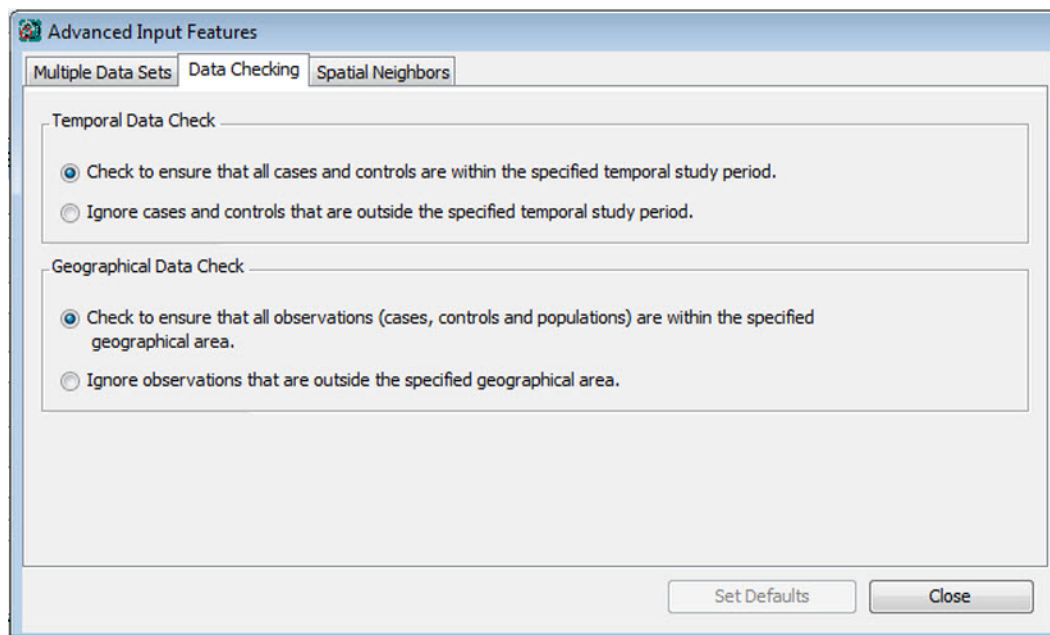 Advanced Input Features
Multiple Data Sets Data Checking Spatial Neighbors
Temporal Data Check
Check to ensure that all cases and controls are within the specified temporal study period.
Ignore cases and controls that are outside the specified temporal study period.
Geographical Data Check
Check to ensure that all observations (cases, controls and populations) are within the specified
geographical area.
Ignore observations that are outside the specified geographical area.
Set Defaults Close